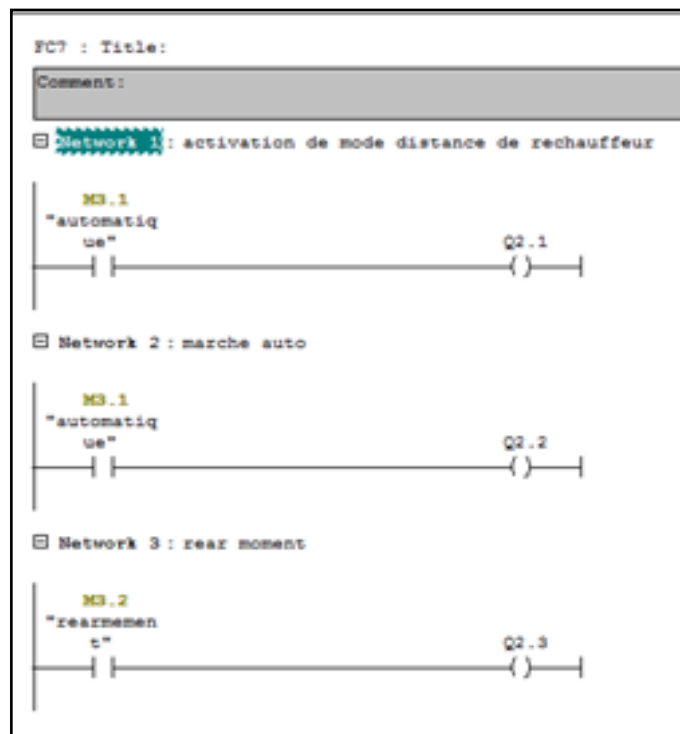 FC7 : Title:
Comment:
Network 1: activation de mode distance de rechauffeur
M3.1
"automatiq
ue"
Q2.1
Network 2: marche auto
M3.1
"automatiq
ue"
Q2.2
Network 3: rear moment
M3.2
"rearmemen
t"
Q2.3